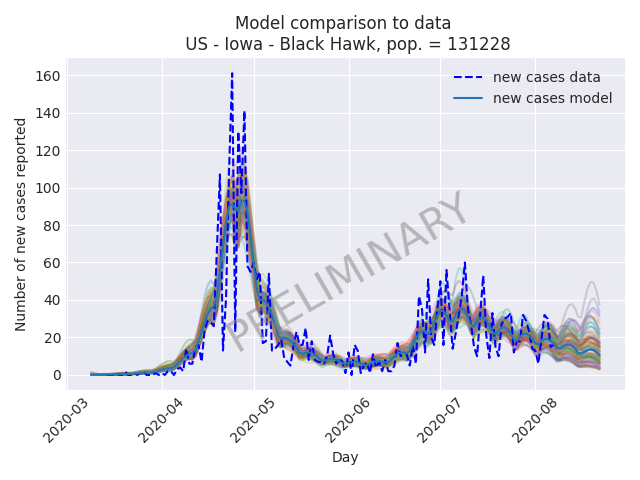 Model comparison to data
US - Iowa - Black Hawk, pop. = 131228
new cases data
new cases model
Number of new cases reported
160
140
120
100
80
60
40
20
0
PRELIMINARY
2020-03
2020-04
2020-05
2020-06
2020-07
2020-08
Day